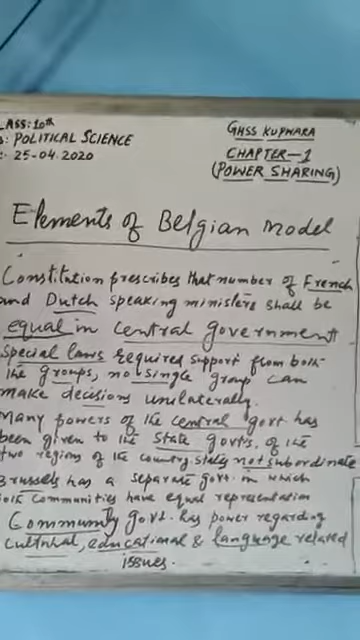 LASS: 10th
: POLITICAL SCIENCE
: 25-04.2020
GHSS KUPWARA
CHAPTER-1
(POWER SHARING)
Elements of Belgian Model
Constitution prescribes that number of French
and Dutch speaking ministers shall be
equal in central government
Special laws required support from both
the groups, no single group can
make decisions unilaterally.
Many powers of the central govt has
been given to the State Govts, of the
two regions of the country. States not subordinate
Brussels has a separate govt. in which
both communities have equal representation
Community govt. has power regarding
cultural, educational & language related
issues.